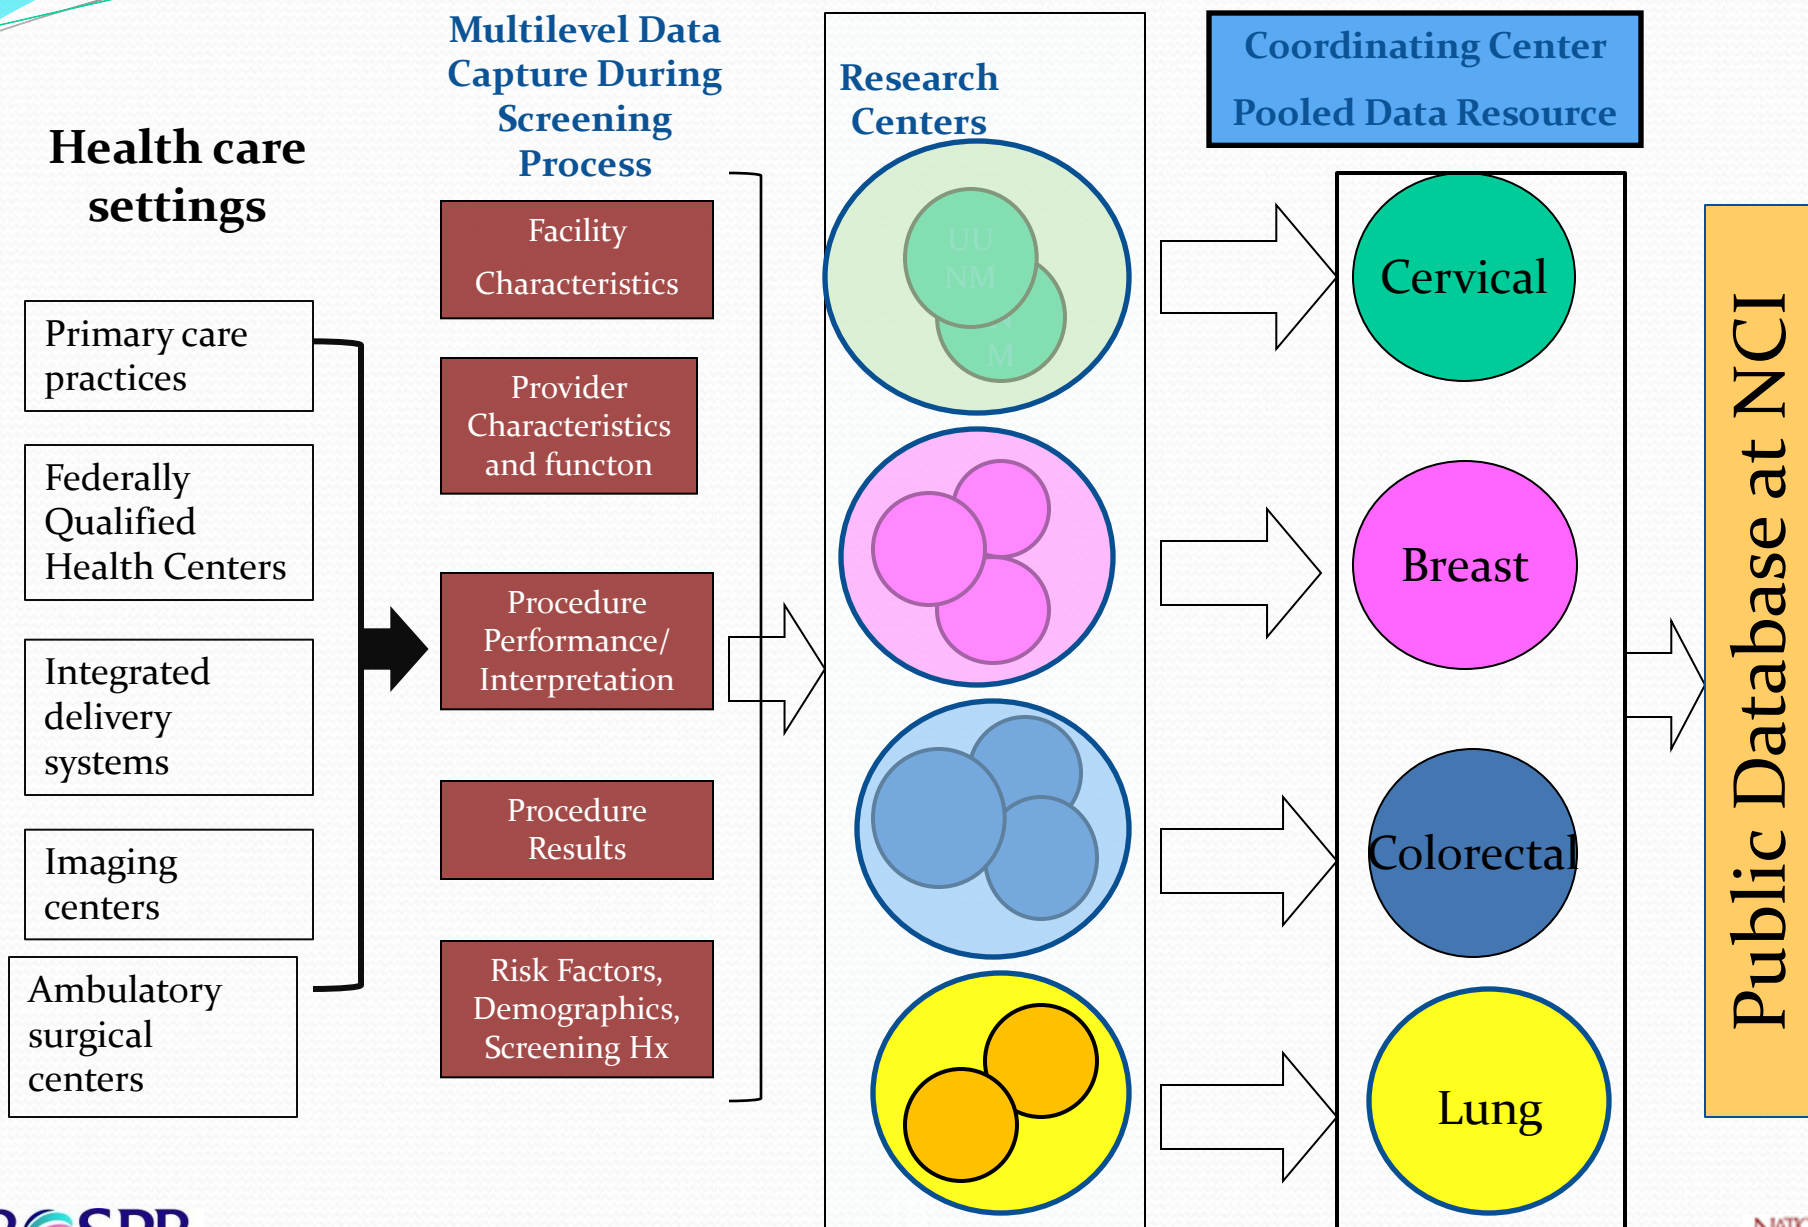 Multilevel Data
Capture During
Screening
Process
Health care
settings
Primary care
practices
Federally
Qualified
Health Centers
Integrated
delivery
systems
Imaging
centers
Ambulatory
surgical
centers
Facility
Characteristics
Provider
Characteristics
and functon
Procedure
Performance/
Interpretation
Procedure
Results
Risk Factors,
Demographics,
Screening Hx
Research
Centers
UU
NM
M
Coordinating Center
Pooled Data Resource
Cervical
Breast
Colorectal
Lung
Public Database at NCI